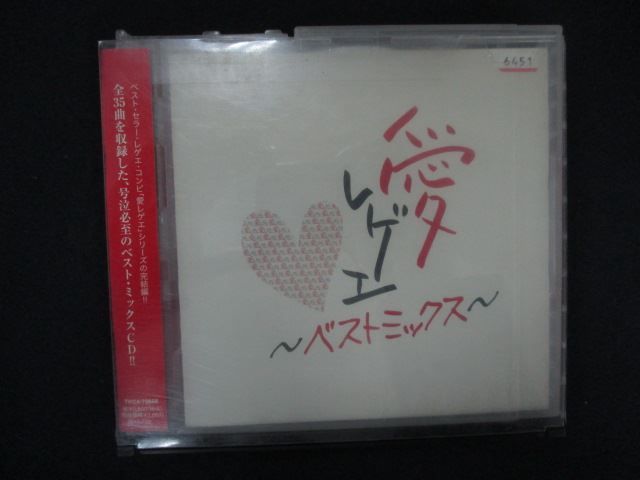 ベスト・セラー・レゲエ・コンピ「愛レゲエ」シリーズの完結編!!
全35曲を収録した、号泣必至のベスト・ミックスCD!!
6451
愛
レゲエ
～ベストミックス～